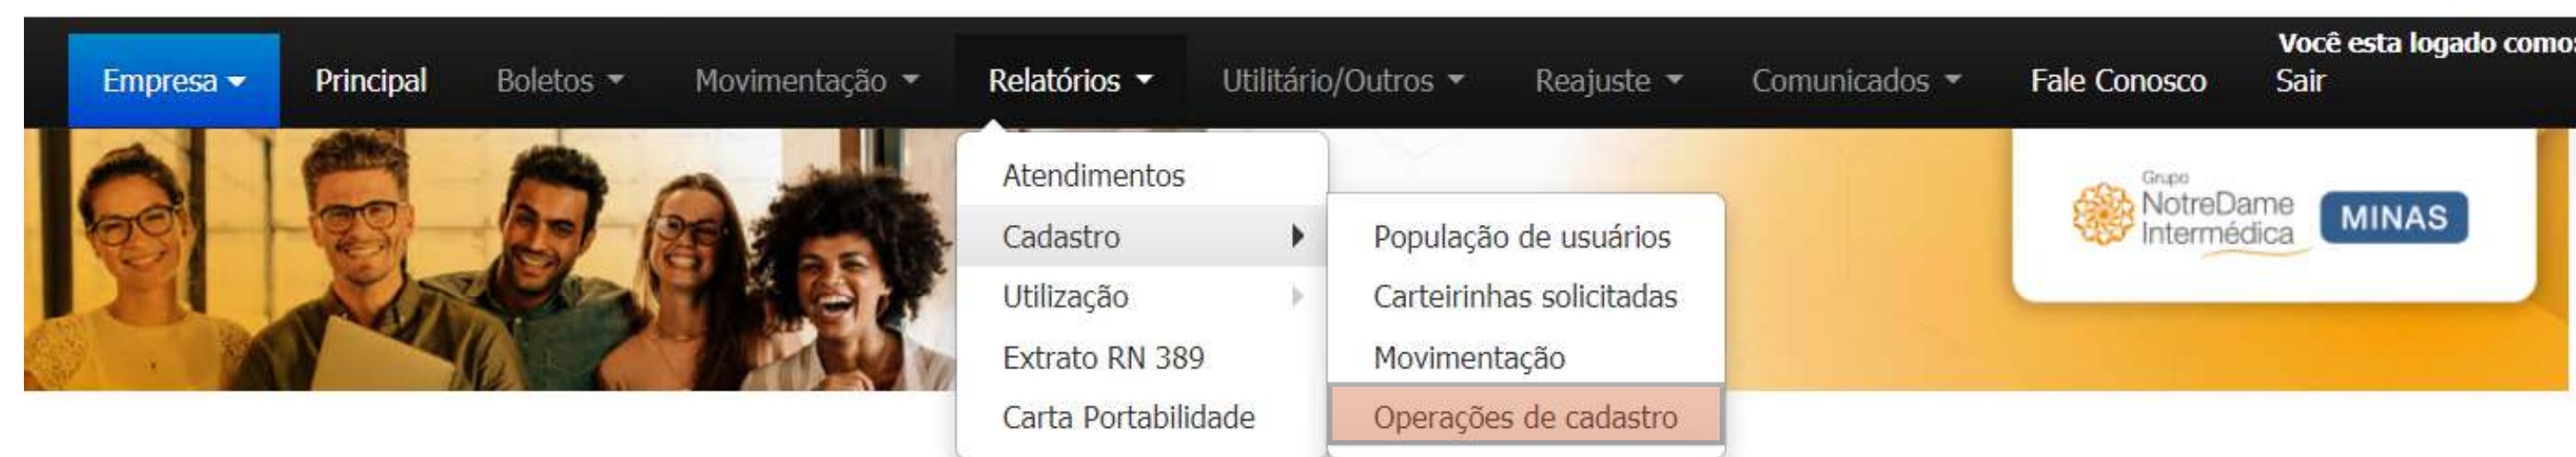 Você esta logado como:
Empresa Principal Boletos Movimentação Relatórios Utilitário/Outros Reajuste Comunicados Fale Conosco Sair
Atendimentos
Cadastro
Utilização
Extrato RN 389
Carta Portabilidade
População de usuários
Carteirinhas solicitadas
Movimentação
Operações de cadastro
Grupo
NotreDame
Intermédica
MINAS